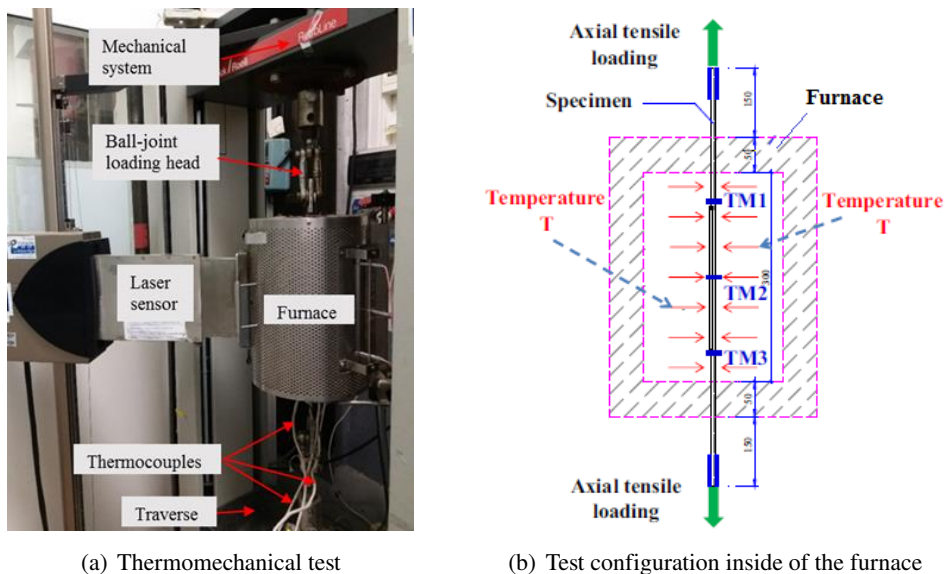 Mechanical
system
Ball-joint
loading head
Laser
sensor
Furnace
Thermocouples
Traverse
(a) Thermomechanical test
Axial tensile
loading
Specimen
150
Furnace
50
Temperature
T
TM1
Temperature
T
300
TM2
TM3
50
150
Axial tensile
loading
(b) Test configuration inside of the furnace